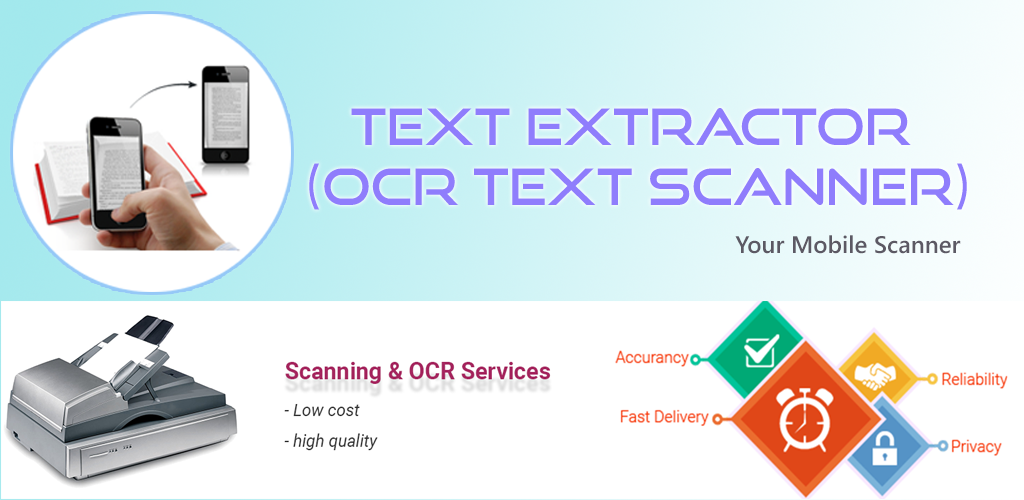 TEXT EXTRACTOR
(OCR TEXT SCANNER)
Your Mobile Scanner
Scanning & OCR Services
- Low cost
- high quality
Accurancy
Fast Delivery
Reliability
Privacy